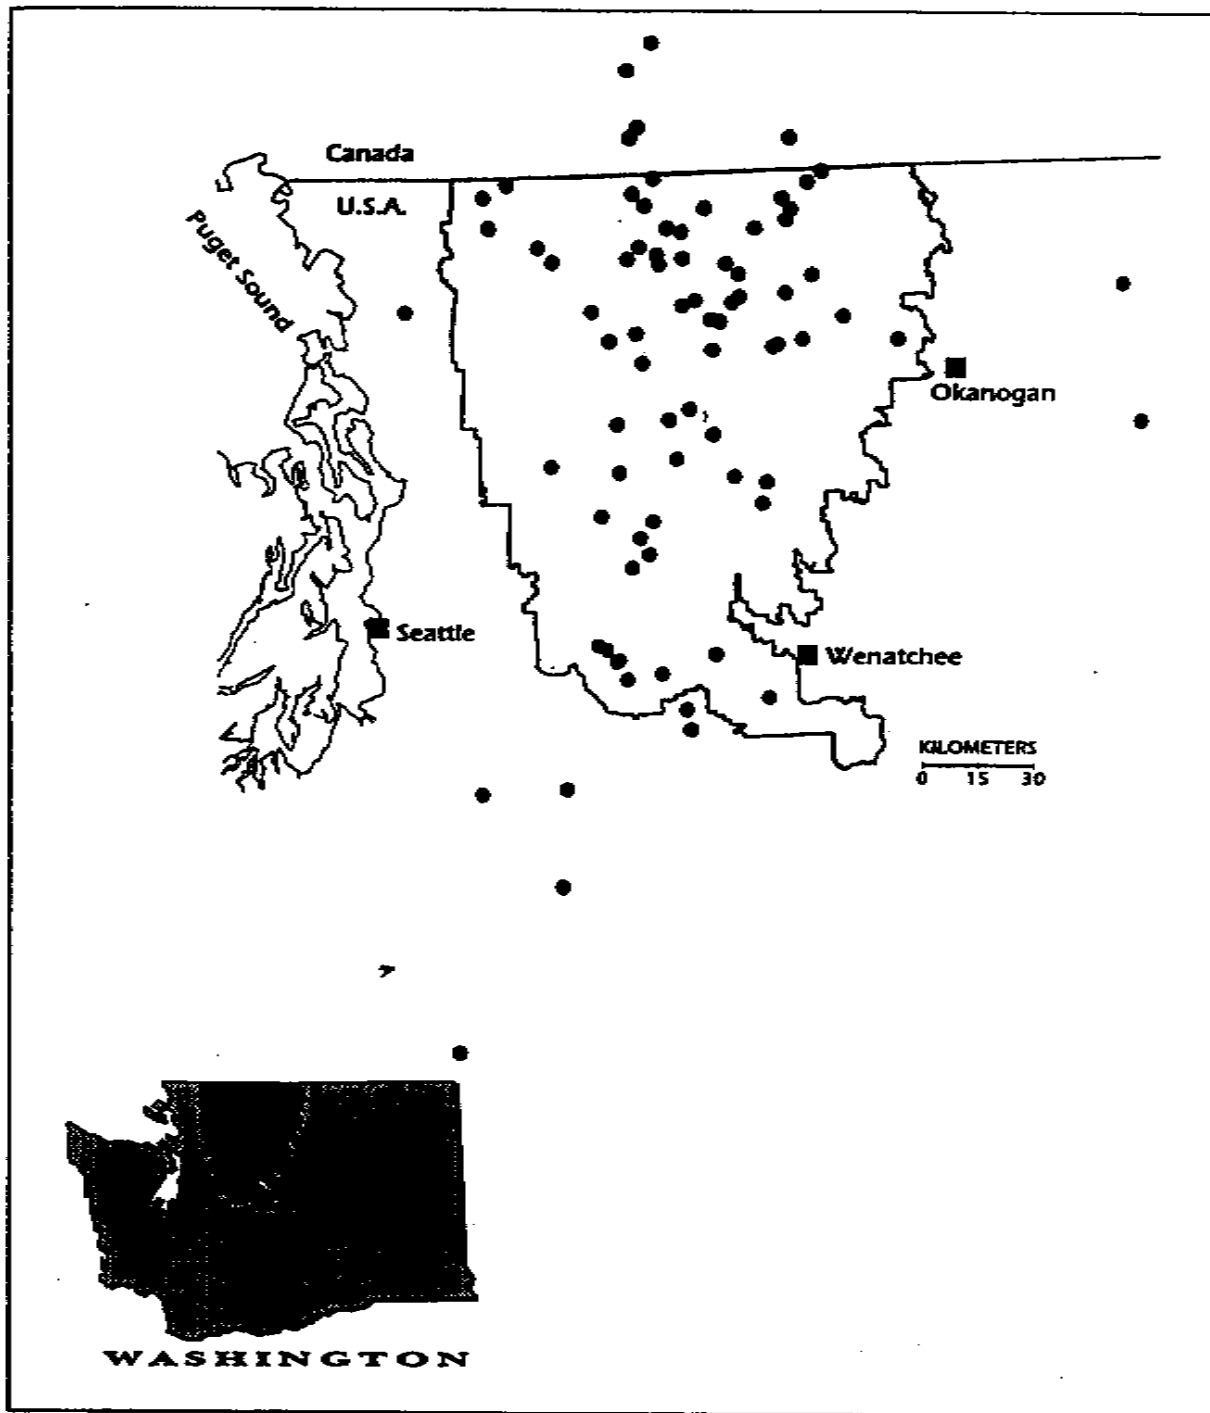 Canada
U.S.A.
Puget Sound
Okanogan
Seattle
Wenatchee
KILOMETERS
0 15 30
WASHINGTON